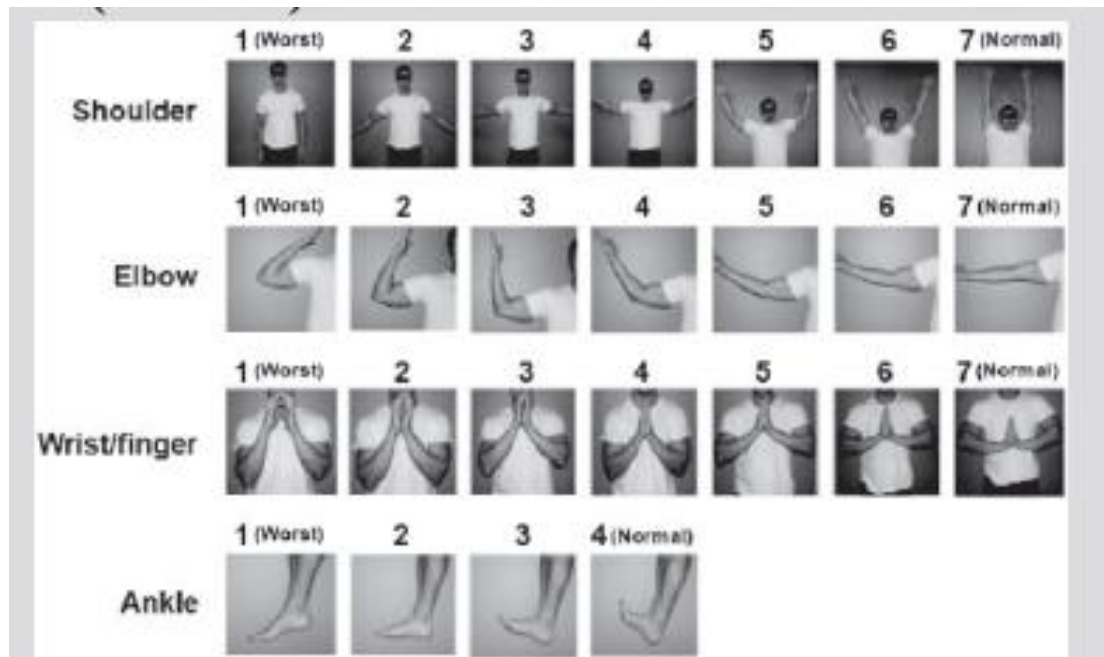 1 (Worst) 2 3 4 5 6 7 (Normal)
Shoulder
1 (Worst) 2 3 4 5 6 7 (Normal)
Elbow
1 (Worst) 2 3 4 5 6 7 (Normal)
Wrist/finger
1 (Worst) 2 3 4 (Normal)
Ankle